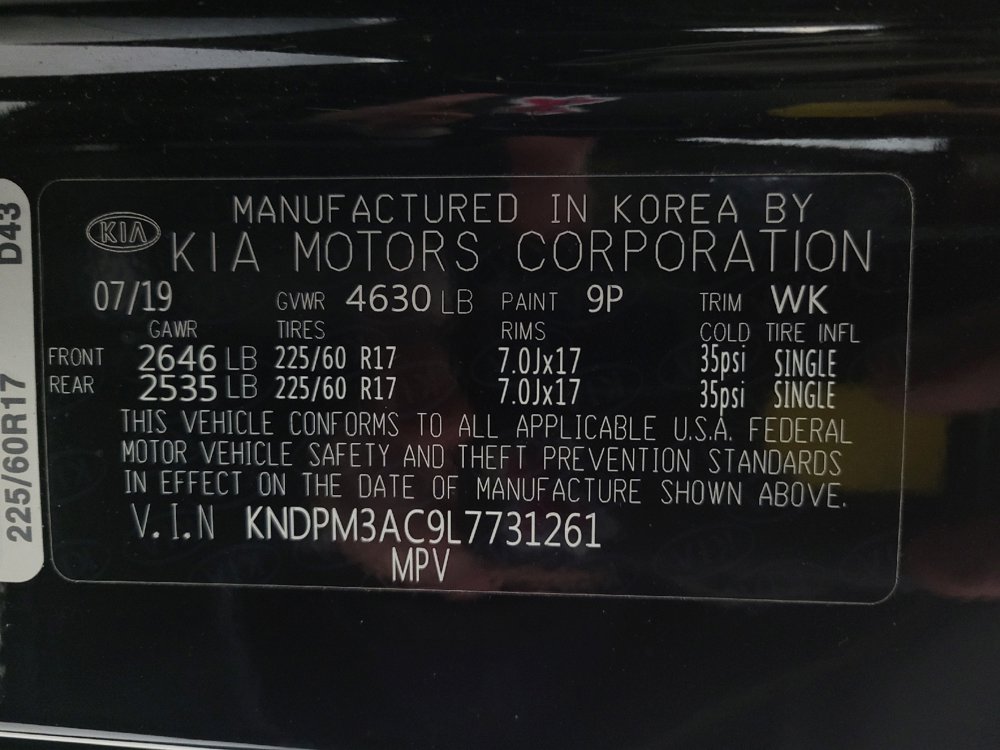 MANUFACTURED IN KOREA BY
KIA
KIA MOTORS CORPORATION
07/19 GVWR 4630 LB PAINT 9P TRIM WK
GAWR TIRES RIMS COLD TIRE INFL
FRONT 2646 LB 225/60 R17 7.0Jx17 35psi SINGLE
REAR 2535 LB 225/60 R17 7.0Jx17 35psi SINGLE
THIS VEHICLE CONFORMS TO ALL APPLICABLE U.S.A. FEDERAL
MOTOR VEHICLE SAFETY AND THEFT PREVENTION STANDARDS
IN EFFECT ON THE DATE OF MANUFACTURE SHOWN ABOVE.
V.I.N KNDPM3AC9L7731261
MPV
225/60R17 D43